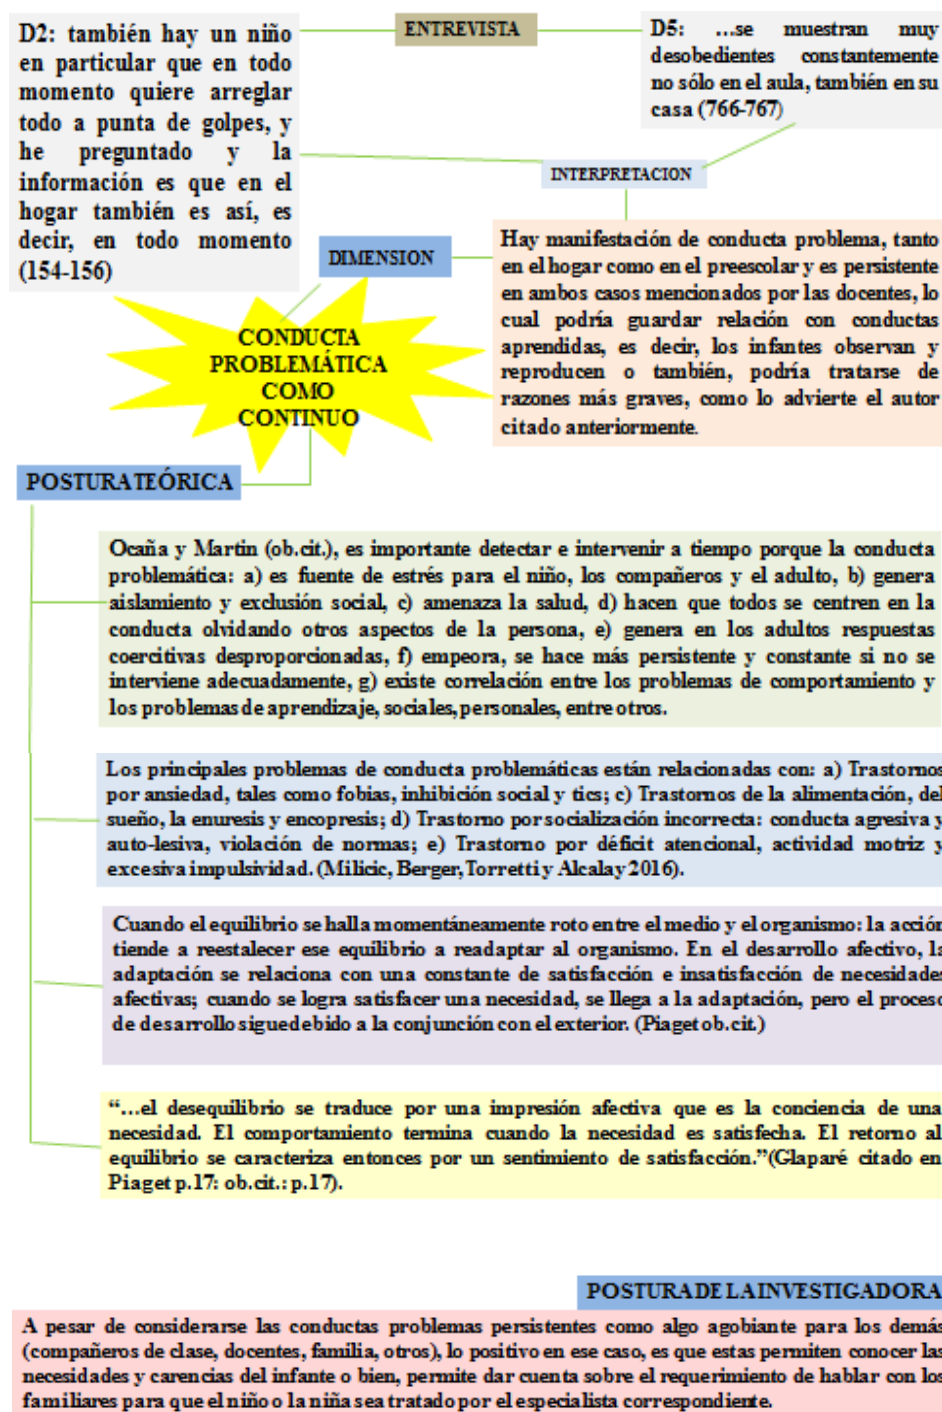 ENTREVISTA
D2: también hay un niño
en particular que en todo
momento quiere arreglar
todo a punta de golpes, y
he preguntado y la
información es que en el
hogar también es así, es
decir, en todo momento
(154-156)
D5: ...se muestran muy
desobedientes constantemente
no sólo en el aula, también en su
casa (766-767)
INTERPRETACION
DIMENSION
Hay manifestación de conducta problema, tanto
en el hogar como en el preescolar y es persistente
en ambos casos mencionados por las docentes, lo
cual podría guardar relación con conductas
aprendidas, es decir, los infantes observan y
reproducen o también, podría tratarse de
razones más graves, como lo advierte el autor
citado anteriormente.
CONDUCTA
PROBLEMÁTICA
COMO
CONTINUO
POSTURA TEÓRICA
Ocaña y Martin (ob.cit.), es importante detectar e intervenir a tiempo porque la conducta
problemática: a) es fuente de estrés para el niño, los compañeros y el adulto, b) genera
aislamiento y exclusión social, c) amenaza la salud, d) hacen que todos se centren en la
conducta olvidando otros aspectos de la persona, e) genera en los adultos respuestas
coercitivas desproporcionadas, f) empeora, se hace más persistente y constante si no se
interviene adecuadamente, g) existe correlación entre los problemas de comportamiento y
los problemas de aprendizaje, sociales, personales, entre otros.
Los principales problemas de conducta problemáticas están relacionadas con: a) Trastornos
por ansiedad, tales como fobias, inhibición social y tics; c) Trastornos de la alimentación, del
sueño, la enuresis y encopresis; d) Trastorno por socialización incorrecta: conducta agresiva y
auto-lesiva, violación de normas; e) Trastorno por déficit atencional, actividad motriz y
excesiva impulsividad. (Milicic, Berger, Torretti y Alcalay 2016).
Cuando el equilibrio se halla momentáneamente roto entre el medio y el organismo: la acción
tiende a reestalecer ese equilibrio a readaptar al organismo. En el desarrollo afectivo, la
adaptación se relaciona con una constante de satisfacción e insatisfacción de necesidades
afectivas; cuando se logra satisfacer una necesidad, se llega a la adaptación, pero el proceso
de desarrollo sigue debido a la conjunción con el exterior. (Piaget ob.cit.)
“...el desequilibrio se traduce por una impresión afectiva que es la conciencia de una
necesidad. El comportamiento termina cuando la necesidad es satisfecha. El retorno al
equilibrio se caracteriza entonces por un sentimiento de satisfacción.”(Glaparé citado en
Piaget p.17: ob.cit.: p.17).
POSTURA DE LA INVESTIGADORA
A pesar de considerarse las conductas problemas persistentes como algo agobiante para los demás
(compañeros de clase, docentes, familia, otros), lo positivo en ese caso, es que estas permiten conocer las
necesidades y carencias del infante o bien, permite dar cuenta sobre el requerimiento de hablar con los
familiares para que el niño o la niña sea tratado por el especialista correspondiente.